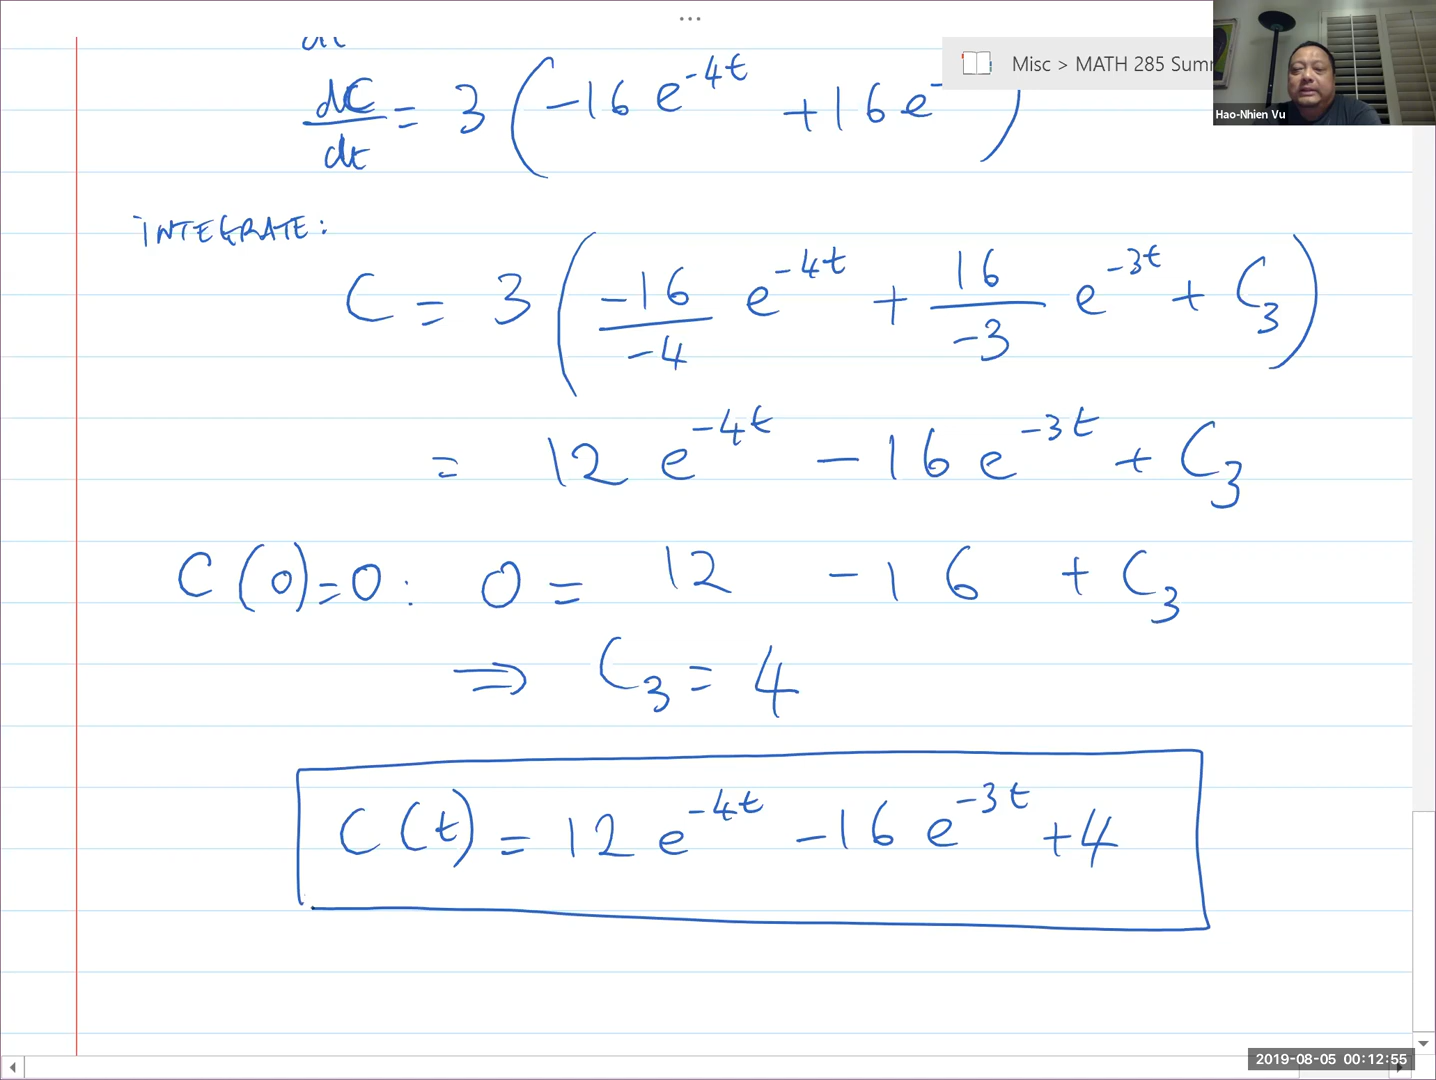 Misc > MATH 285 Sum
Hao-Nhien Vu
dC/dt = 3 ( -16 e^-4t + 16 e^-
INTEGRATE:
C = 3 ( -16/-4 e^-4t + 16/-3 e^-3t + C_3 )
= 12 e^-4t - 16 e^-3t + C_3
C(0)=0: 0 = 12 - 16 + C_3
⇒ C_3 = 4
C(t) = 12 e^-4t - 16 e^-3t + 4
2019-08-05 00:12:55